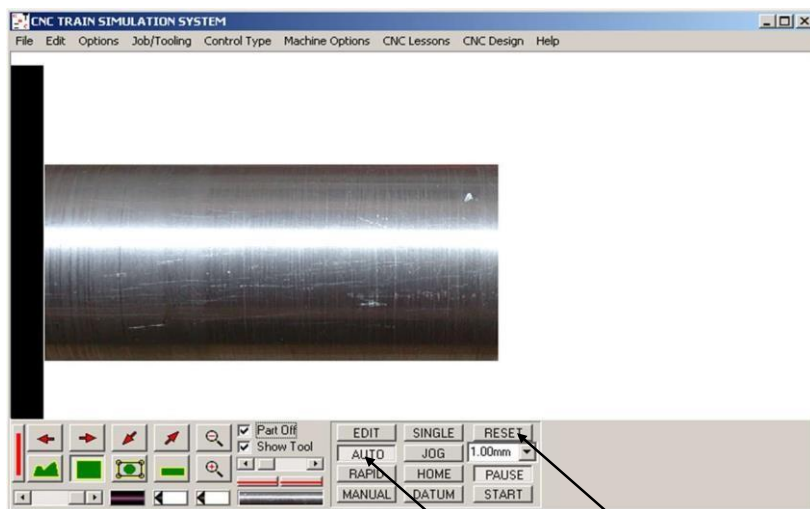 CNC TRAIN SIMULATION SYSTEM
File Edit Options Job/Tooling Control Type Machine Options CNC Lessons CNC Design Help
Part Off
Show Tool
EDIT SINGLE RESET
AUTO JOG 1.00mm
RAPID HOME PAUSE
MANUAL DATUM START